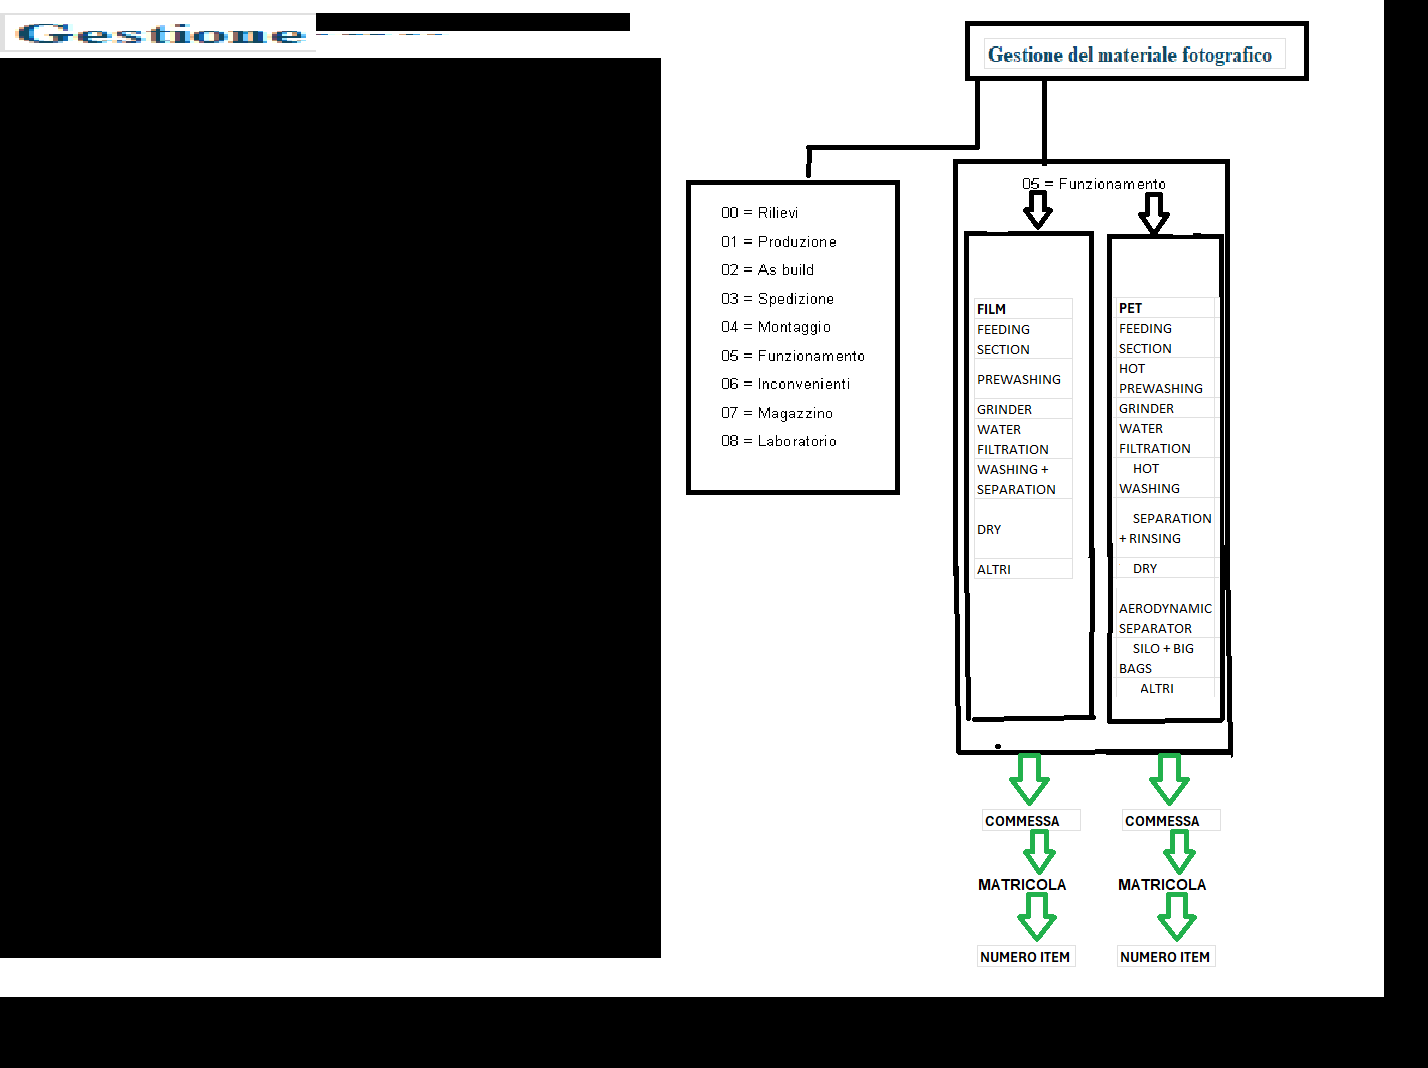 Gestione
Gestione del materiale fotografico
00 = Rilievi
01 = Produzione
02 = As build
03 = Spedizione
04 = Montaggio
05 = Funzionamento
06 = Inconvenienti
07 = Magazzino
08 = Laboratorio
05 = Funzionamento
FILM
FEEDING
SECTION
PREWASHING
GRINDER
WATER
FILTRATION
WASHING +
SEPARATION
DRY
ALTRI
PET
FEEDING
SECTION
HOT
PREWASHING
GRINDER
WATER
FILTRATION
HOT
WASHING
SEPARATION
+ RINSING
DRY
AERODYNAMIC
SEPARATOR
SILO + BIG
BAGS
ALTRI
COMMESSA
MATRICOLA
NUMERO ITEM
COMMESSA
MATRICOLA
NUMERO ITEM